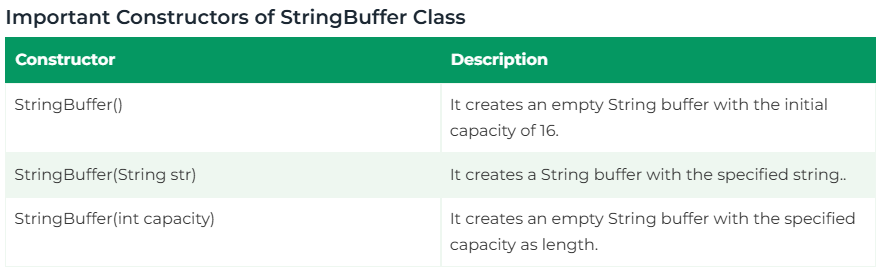 Important Constructors of StringBuffer Class
Constructor
Description
StringBuffer()
It creates an empty String buffer with the initial
capacity of 16.
StringBuffer(String str)
It creates a String buffer with the specified string..
StringBuffer(int capacity)
It creates an empty String buffer with the specified
capacity as length.